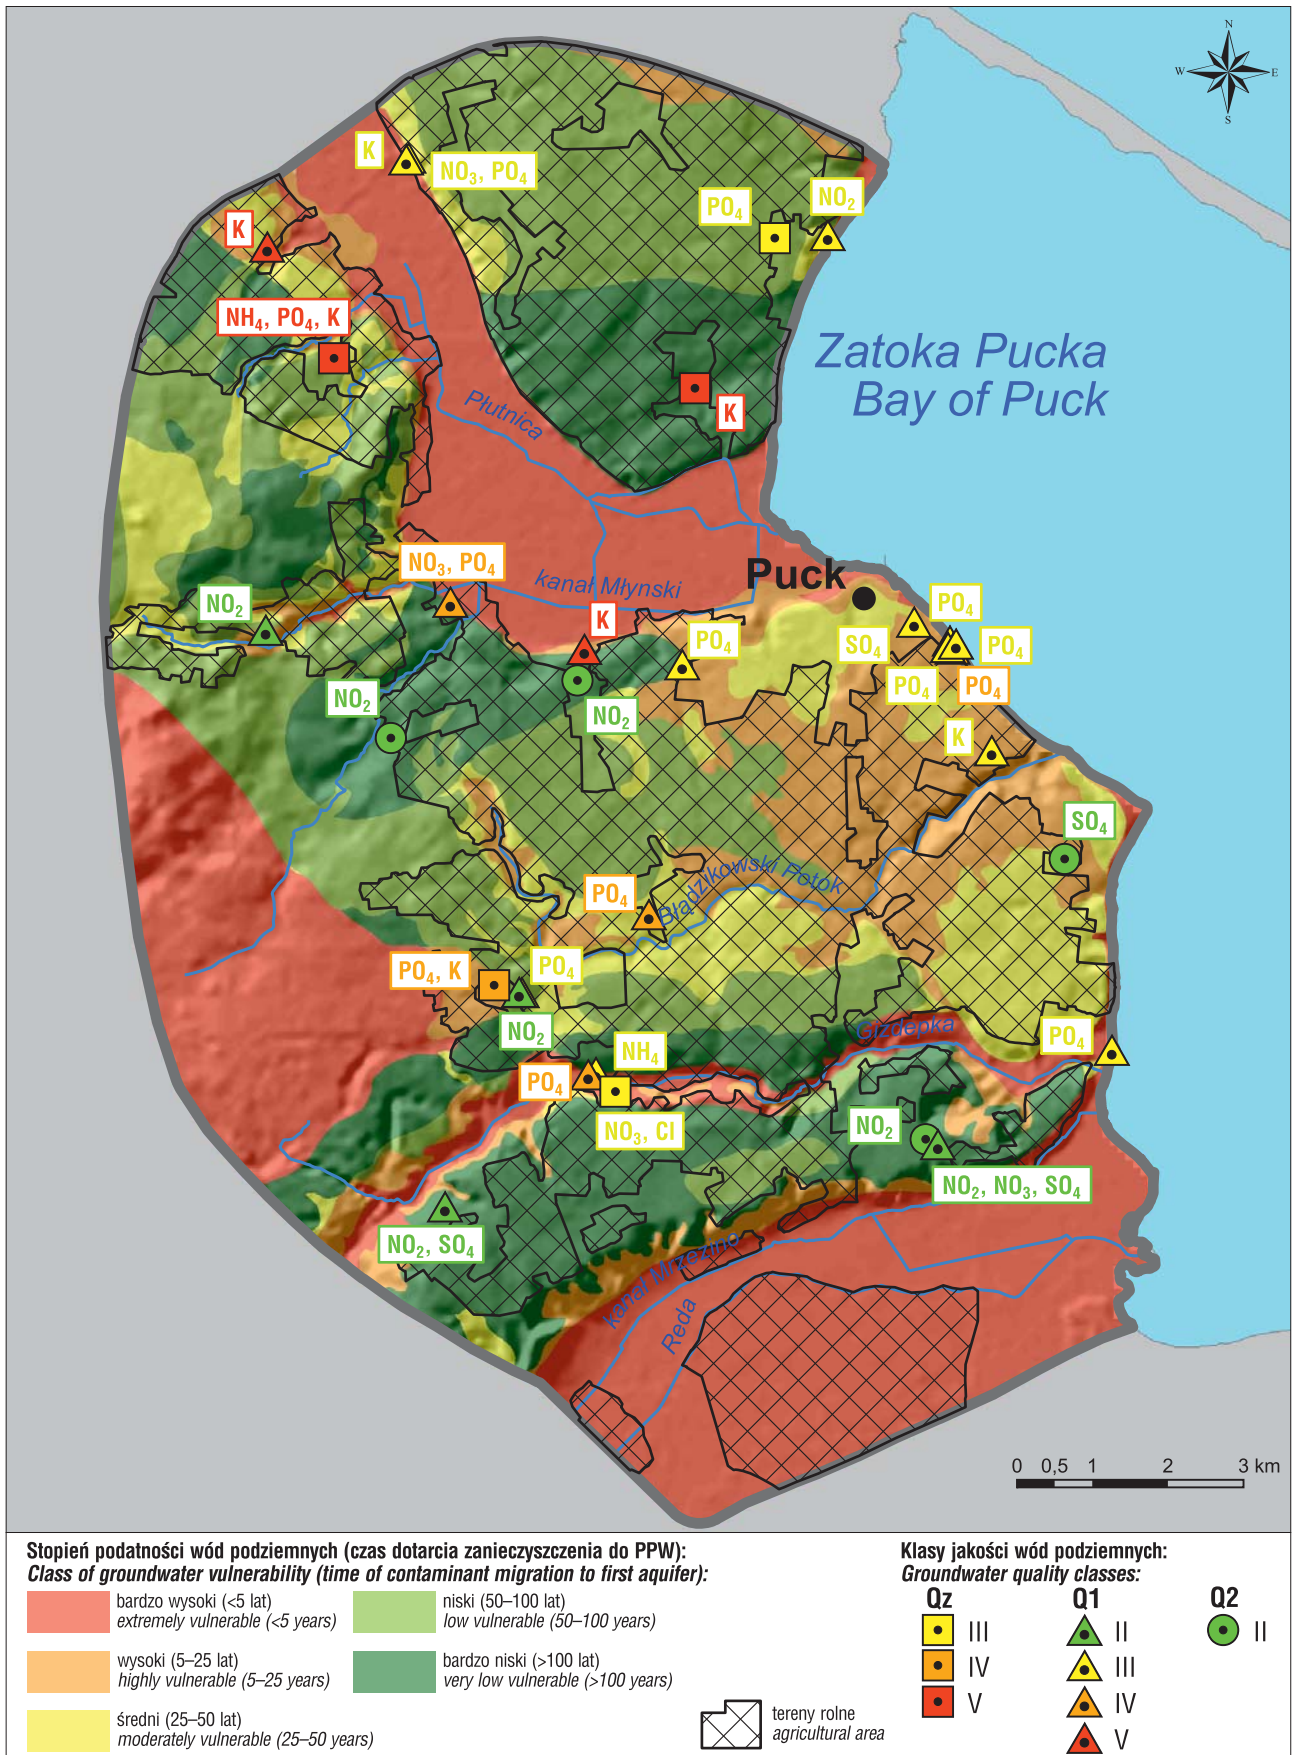 N
W E
S
K
NO3, PO4
PO4
NO2
K
NH4, PO4, K
Zatoka Pucka
Bay of Puck
K
Płutnica
NO3, PO4
Puck
kanał Młynski
NO2
K
PO4
PO4
SO4
PO4
PO4
PO4
NO2
NO2
K
SO4
Błądzikowski Potok
PO4
PO4, K
PO4
NO2
Gizdepka
PO4
NH4
PO4
NO3, Cl
NO2
NO2, NO3, SO4
NO2, SO4
kanał Mrzezino
Reda
0 0,5 1 2 3 km
Stopień podatności wód podziemnych (czas dotarcia zanieczyszczenia do PPW):
Class of groundwater vulnerability (time of contaminant migration to first aquifer):
bardzo wysoki (<5 lat)
extremely vulnerable (<5 years)
wysoki (5–25 lat)
highly vulnerable (5–25 years)
średni (25–50 lat)
moderately vulnerable (25–50 years)
niski (50–100 lat)
low vulnerable (50–100 years)
bardzo niski (>100 lat)
very low vulnerable (>100 years)
tereny rolne
agricultural area
Klasy jakości wód podziemnych:
Groundwater quality classes:
Qz Q1 Q2
III II II
IV III
V IV
V